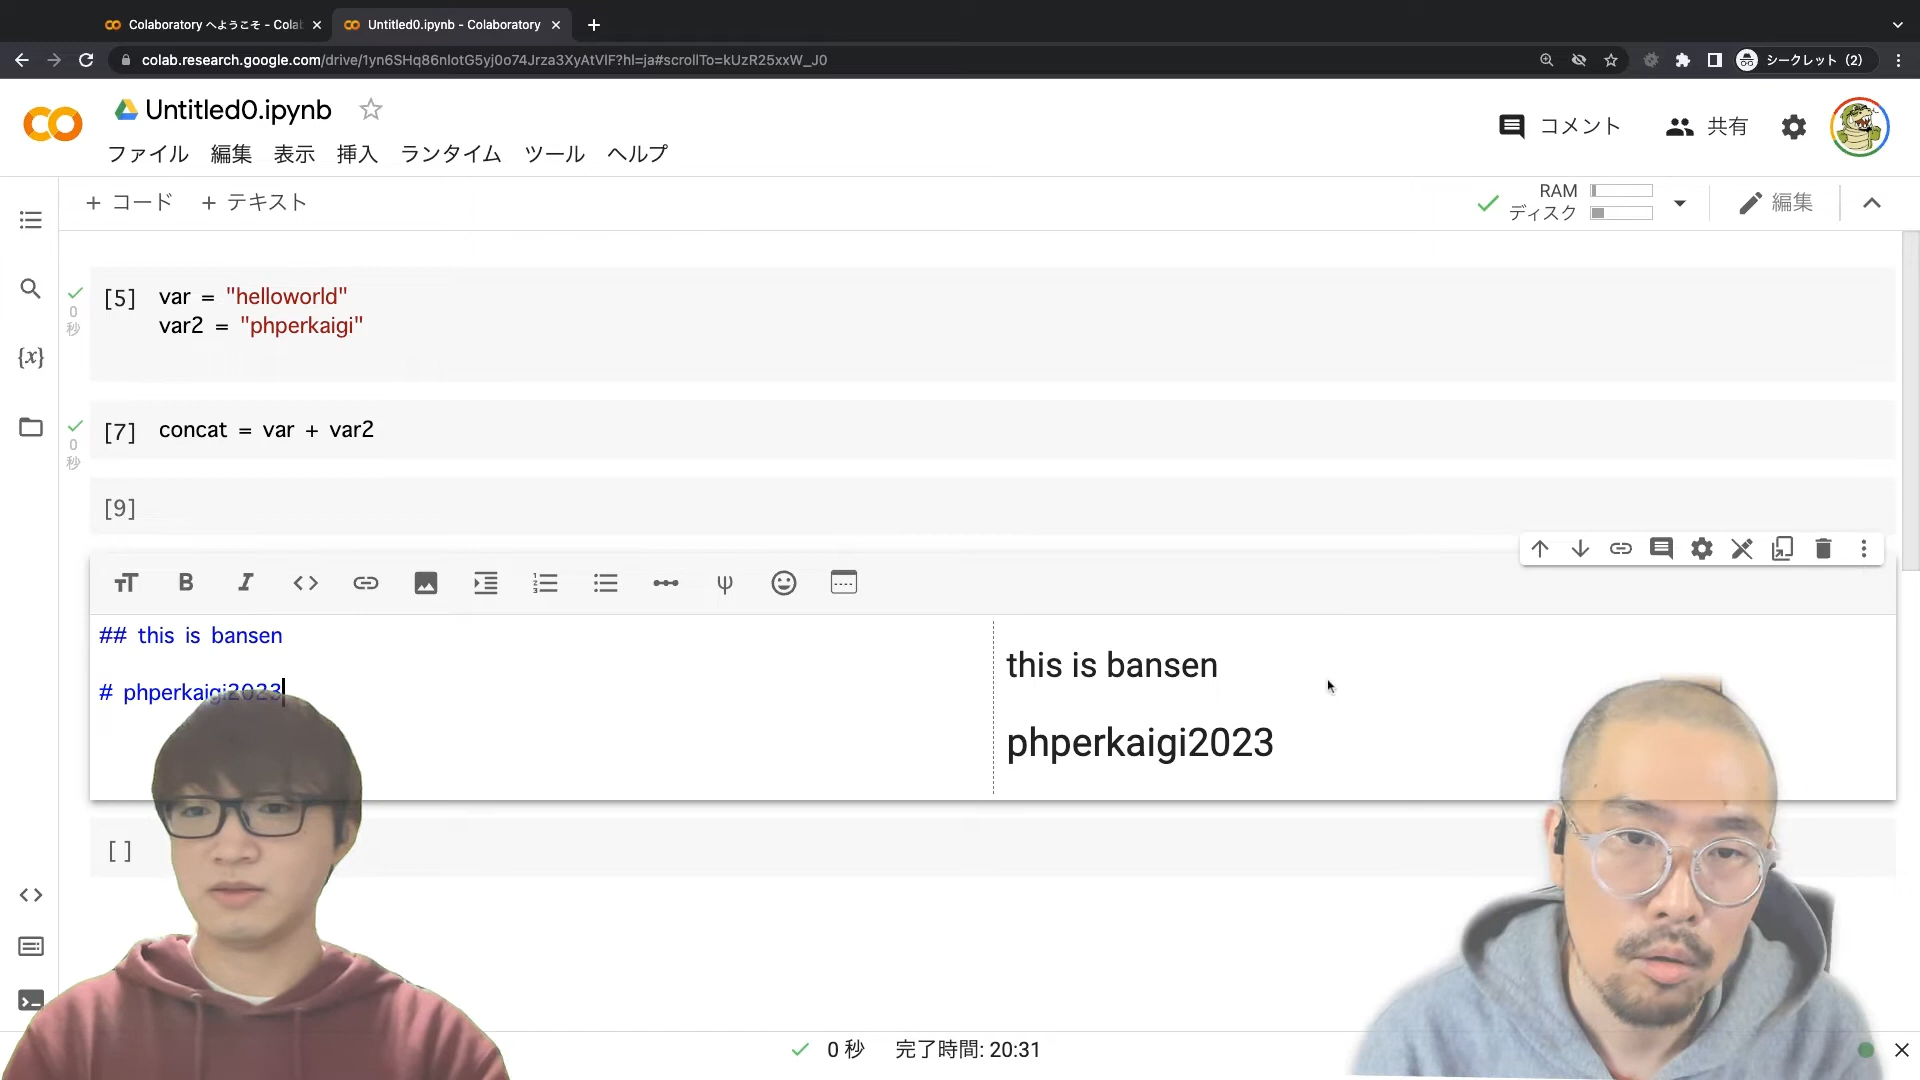 Colaboratory へようこそ - Cola
Untitled0.ipynb - Colaboratory
colab.research.google.com/drive/1yn6SHq86nlotG5yj0o74Jrza3XyAtVlF?hl=ja#scrollTo=kUzR25xxW_J0
シークレット (2)
Untitled0.ipynb
コメント
共有
ファイル 編集 表示 挿入 ランタイム ツール ヘルプ
+ コード + テキスト
RAM
ディスク
編集
[5] var = "helloworld"
var2 = "phperkaigi"
0
秒
{x}
[7] concat = var + var2
0
秒
[9]
## this is bansen
# phperkaigi2023
this is bansen
phperkaigi2023
[ ]
0 秒 完了時間: 20:31